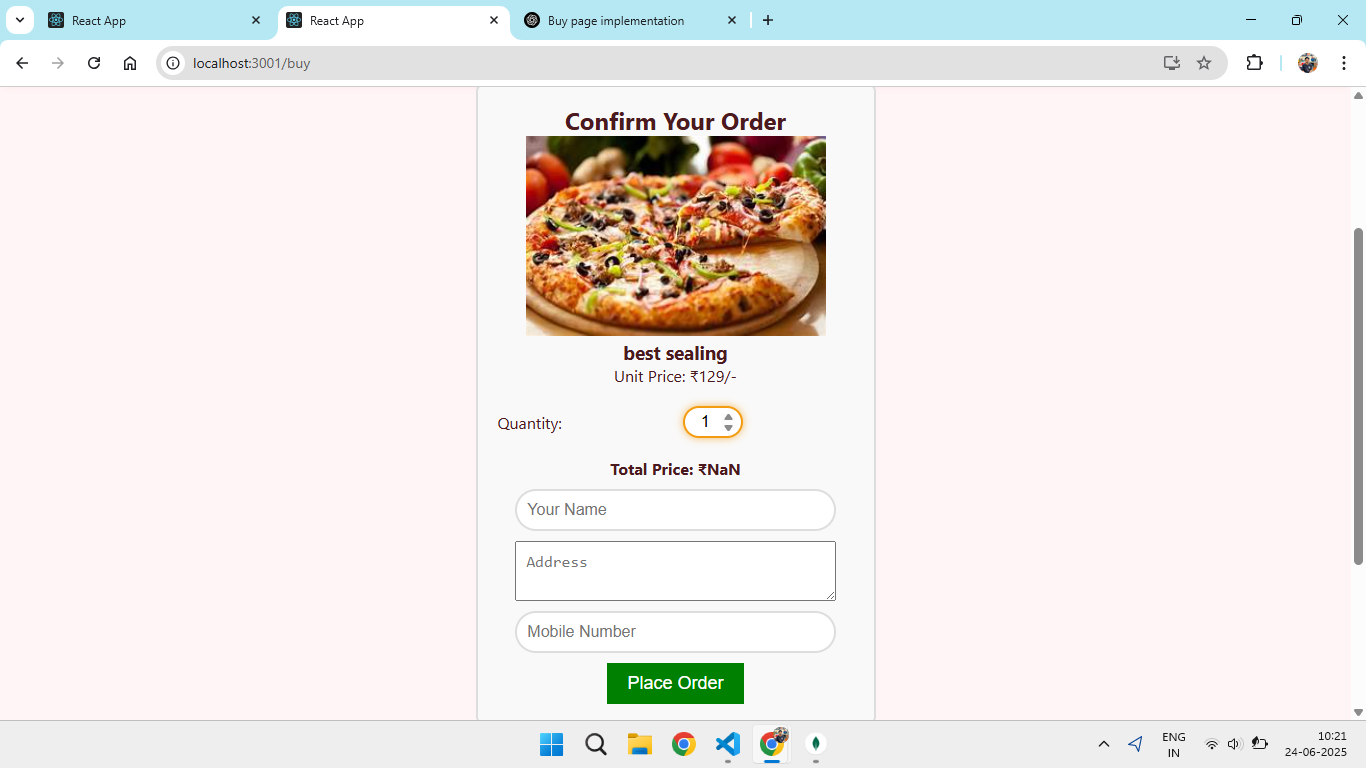 React App
React App
Buy page implementation
localhost:3001/buy
Confirm Your Order
best sealing
Unit Price: ₹129/-
Quantity:
1
Total Price: ₹NaN
Your Name
Address
Mobile Number
Place Order
ENG
IN
10:21
24-06-2025